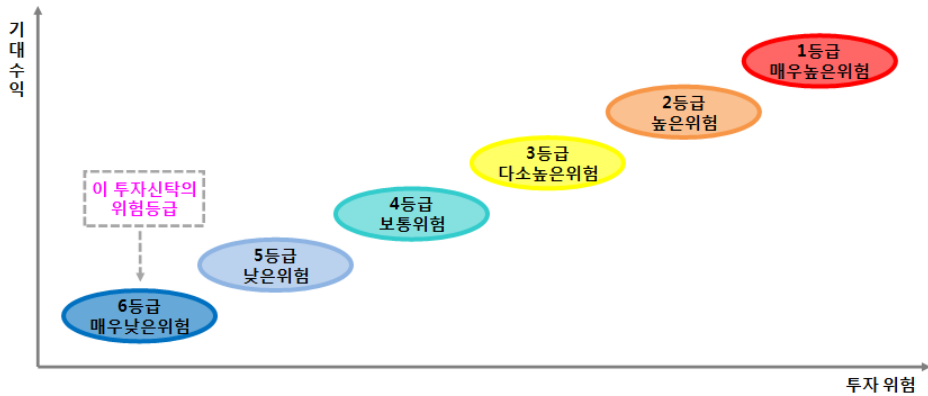 기
대
수
익
1등급
매우높은위험
2등급
높은위험
3등급
다소높은위험
이 투자신탁의
위험등급
4등급
보통위험
5등급
낮은위험
6등급
매우낮은위험
투자 위험